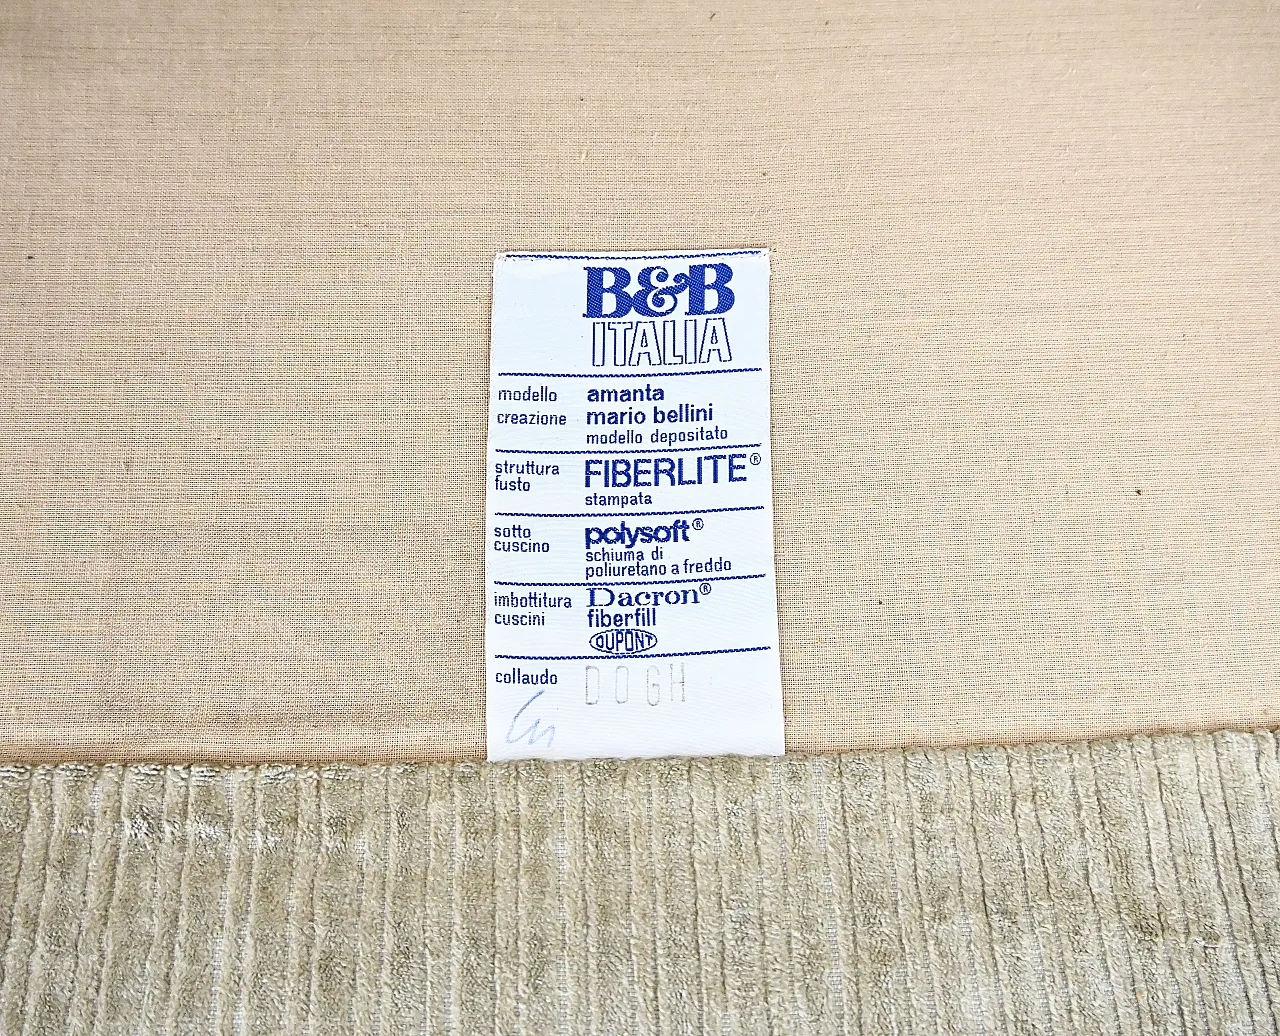 B&B
ITALIA
modello amanta
creazione mario bellini
modello depositato
struttura fusto FIBERLITE®
stampata
sotto cuscino polysoft®
schiuma di
poliuretano a freddo
imbottitura Dacron®
cuscini fiberfill
DUPONT
collaudo DOGH